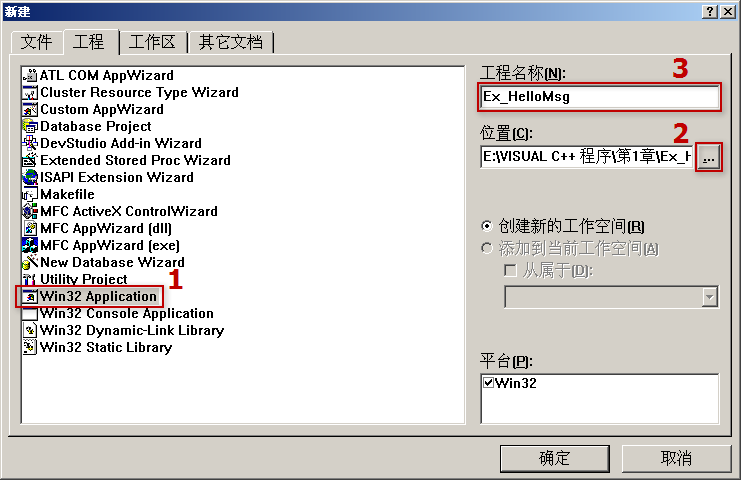 新建
文件 工程 工作区 其它文档
ATL COM AppWizard
Cluster Resource Type Wizard
Custom AppWizard
Database Project
DevStudio Add-in Wizard
Extended Stored Proc Wizard
ISAPI Extension Wizard
Makefile
MFC ActiveX ControlWizard
MFC AppWizard (dll)
MFC AppWizard (exe)
New Database Wizard
Utility Project
1
Win32 Application
Win32 Console Application
Win32 Dynamic-Link Library
Win32 Static Library
工程名称(N):
3
Ex_HelloMsg
位置(C):
2
E:\VISUAL C++ 程序\第1章\Ex_H
...
创建新的工作空间(R)
添加到当前工作空间(A)
从属于(D):
平台(P):
Win32
确定 取消